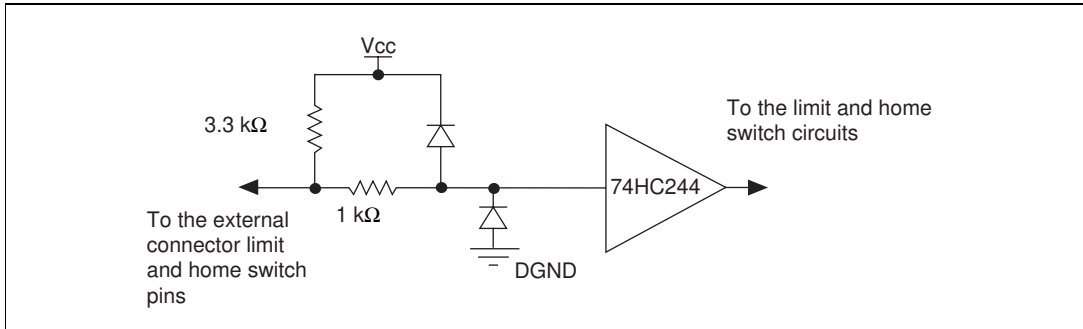 Vcc
3.3 kΩ
1 kΩ
To the external
connector limit
and home switch
pins
DGND
74HC244
To the limit and home
switch circuits